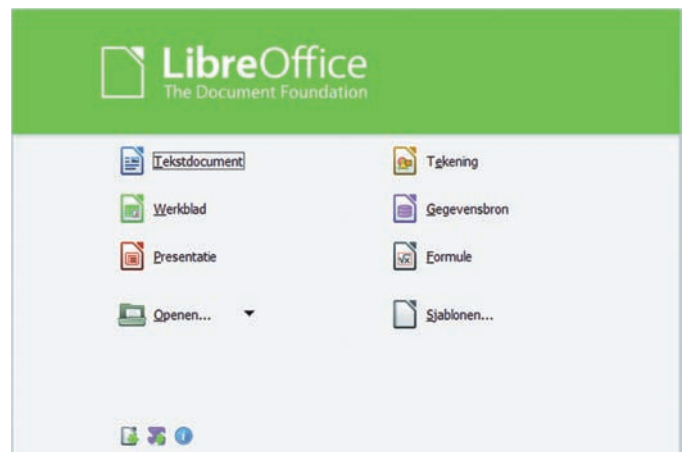 LibreOffice
The Document Foundation
Tekstdocument
Werkblad
Presentatie
Openen...
Tekening
Gegevensbron
Formule
Sjablonen...